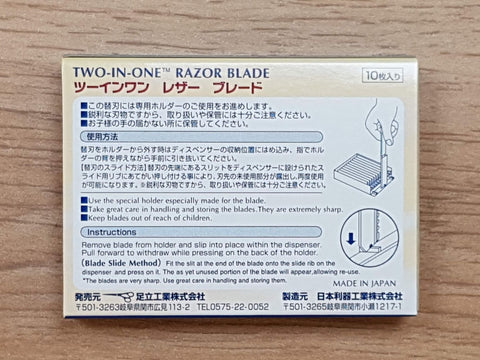 TWO-IN-ONE™ RAZOR BLADE
ツーインワン レザー ブレード
10枚入り
■この替刃には専用ホルダーのご使用をお進めします。
■鋭利な刃物ですから、取り扱いや保管には十分ご注意ください。
■お子様の手の届かない所に保管してください。
使用方法
替刃をホルダーから外す時はディスペンサーの収納位置にはめ込み、指でホル
ダーの背を押えながら手前に引き抜いてください。
【替刃のスライド方法】替刃の先端にあるスリットをディスペンサーに設けられたス
ライド用リブにあてがい押し付ける事により、刃先の未使用部分が露出し、再度使用
が可能になります。※鋭利な刃物ですから、取り扱いや保管には十分ご注意ください。
■Use the special holder especially made for the blade.
■Take great care in handling and storing the blades.They are extremely sharp.
■Keep blades out of reach of children.
Instructions
Remove blade from holder and slip into place within the dispenser.
Pull forward to withdraw while pressing on the back of the holder.
(Blade Slide Method) Fit the slit at the end of the blade onto the slide rib on the
dispenser and press on it. The as yet unused portion of the blade will appear,allowing re-use.
*The blades are very sharp. Use great care in handling and storing them.
MADE IN JAPAN
発売元 足立工業株式会社
〒501-3263岐阜県関市広見113-2 TEL0575-22-0052
製造元 日本利器工業株式会社
〒501-3265岐阜県関市小瀬1217-1